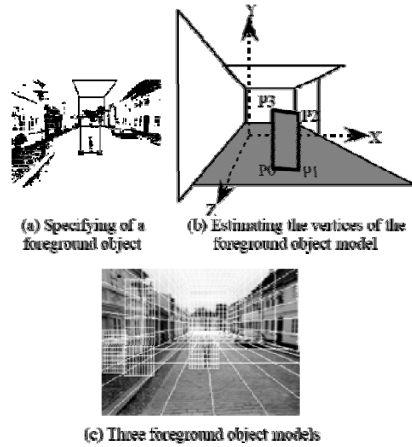 Y
P3
P2
X
P0
P1
Z
(a) Specifying of a
foreground object
(b) Estimating the vertices of the
foreground object model
(c) Three foreground object models